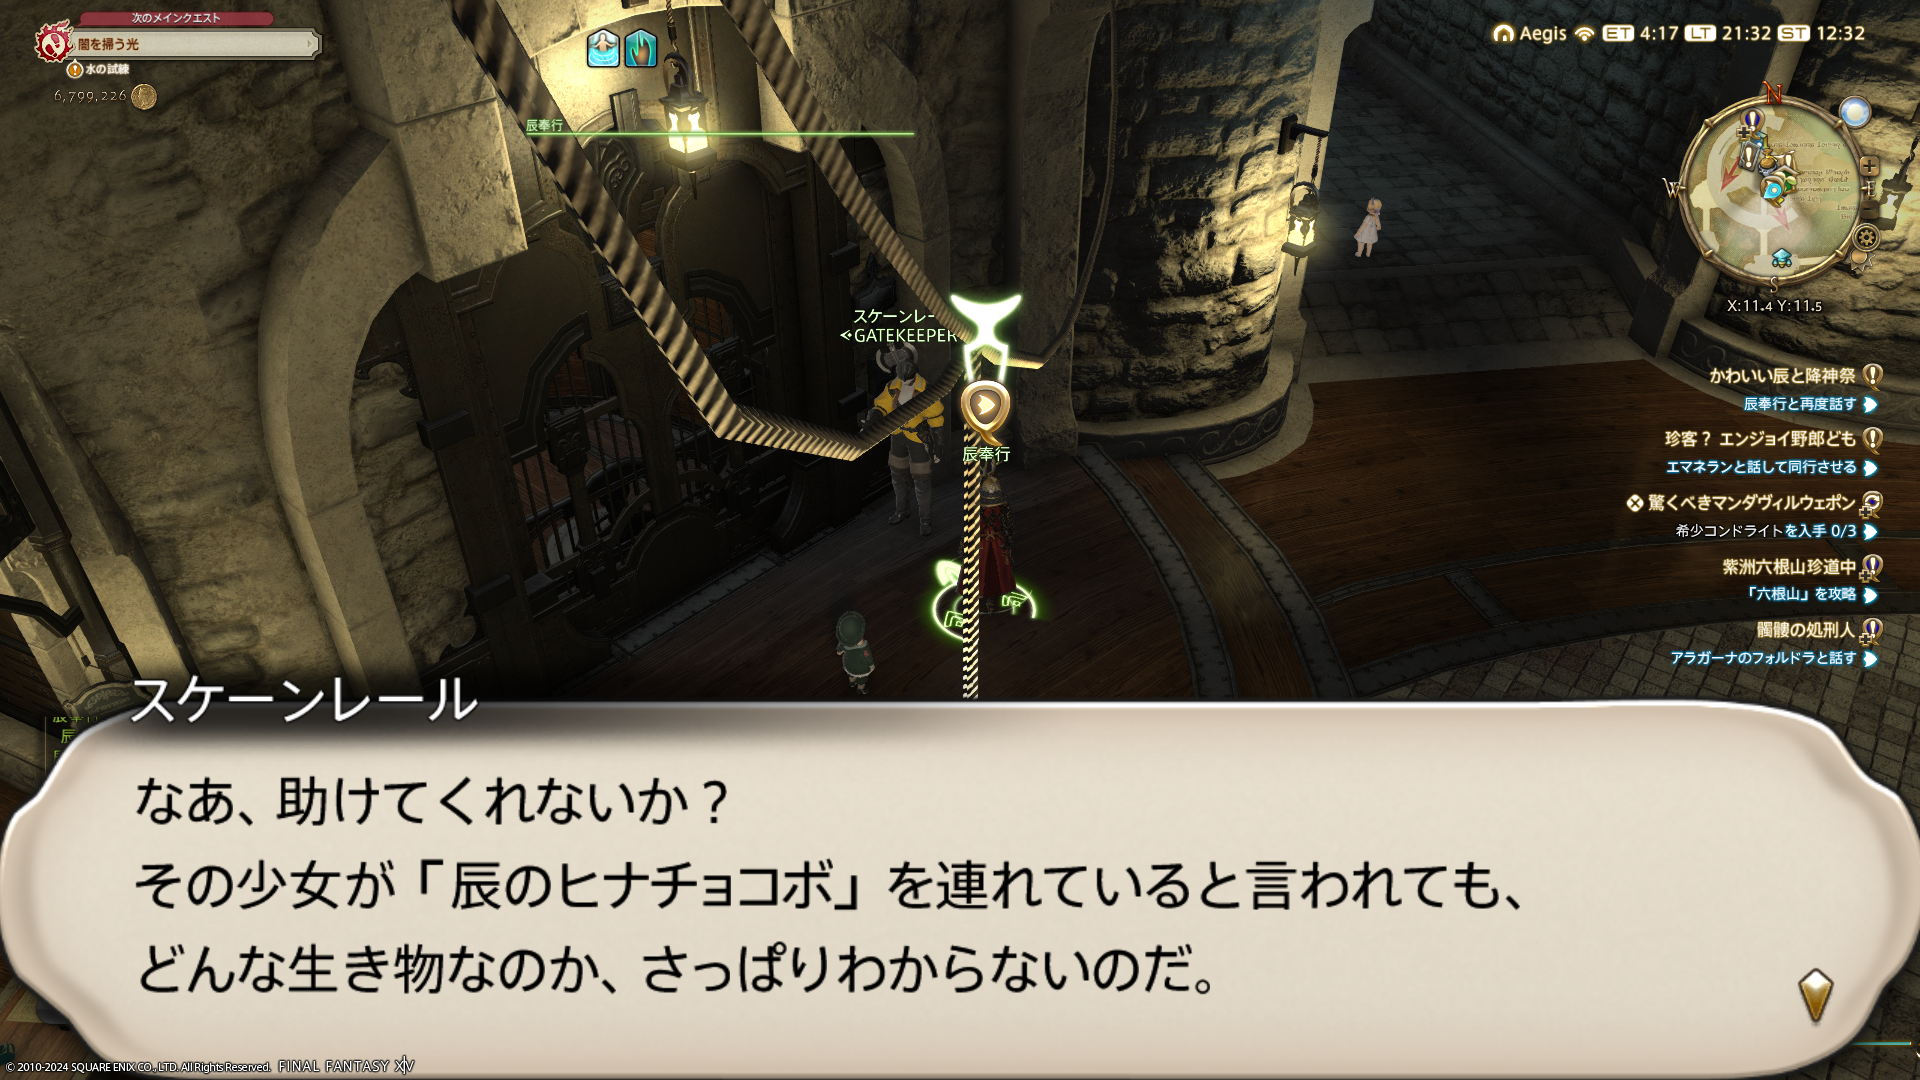 次のメインクエスト
闇を掃う光
水の試練
6,799,226
辰奉行
Aegis ET 4:17 LT 21:32 ST 12:32
N
W
E
S
X:11.4 Y:11.5
スケーンレー
GATEKEEPER
辰奉行
かわいい辰と降神祭
辰奉行と再度話す
珍客？ エンジョイ野郎ども
エマネランと話して同行させる
驚くべきマンダヴィルウェポン
希少コンドライトを入手 0/3
紫洲六根山珍道中
「六根山」を攻略
髑髏の処刑人
アラガーナのフォルドラと話す
スケーンレール
なあ、助けてくれないか？
その少女が「辰のヒナチョコボ」を連れていると言われても、
どんな生き物なのか、さっぱりわからないのだ。
© 2010-2024 SQUARE ENIX CO., LTD. All Rights Reserved. FINAL FANTASY XIV